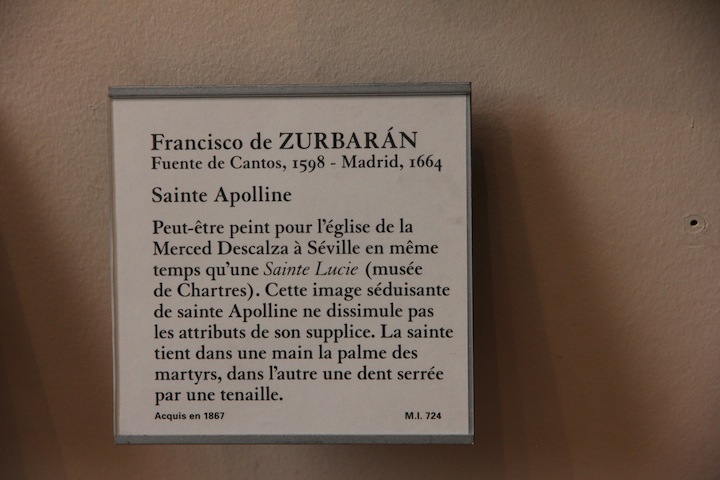 Francisco de ZURBARÁN
Fuente de Cantos, 1598 - Madrid, 1664
Sainte Apolline
Peut-être peint pour l'église de la
Merced Descalza à Séville en même
temps qu'une Sainte Lucie (musée
de Chartres). Cette image séduisante
de sainte Apolline ne dissimule pas
les attributs de son supplice. La sainte
tient dans une main la palme des
martyrs, dans l'autre une dent serrée
par une tenaille.
Acquis en 1867 M.I. 724